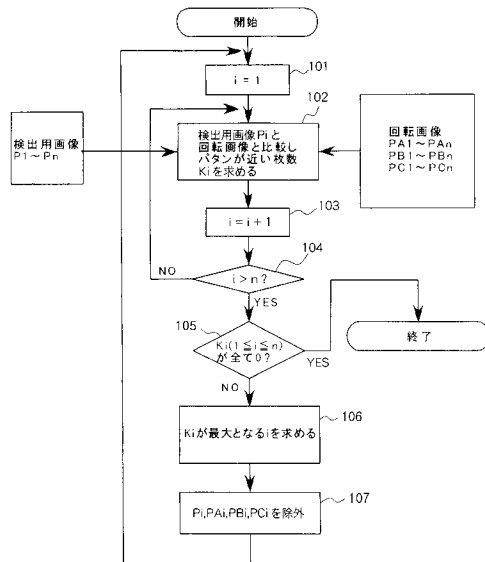 開始
i = 1
101
102
検出用画像
P1～Pn
検出用画像Piと
回転画像と比較し
パタンが近い枚数
Kiを求める
回転画像
PA1～PAn
PB1～PBn
PC1～PCn
103
i = i + 1
104
i > n ?
NO
YES
105
Ki(1≦i≦n)
が全て0?
YES
終了
NO
106
Kiが最大となるiを求める
107
Pi,PAi,PBi,PCiを除外